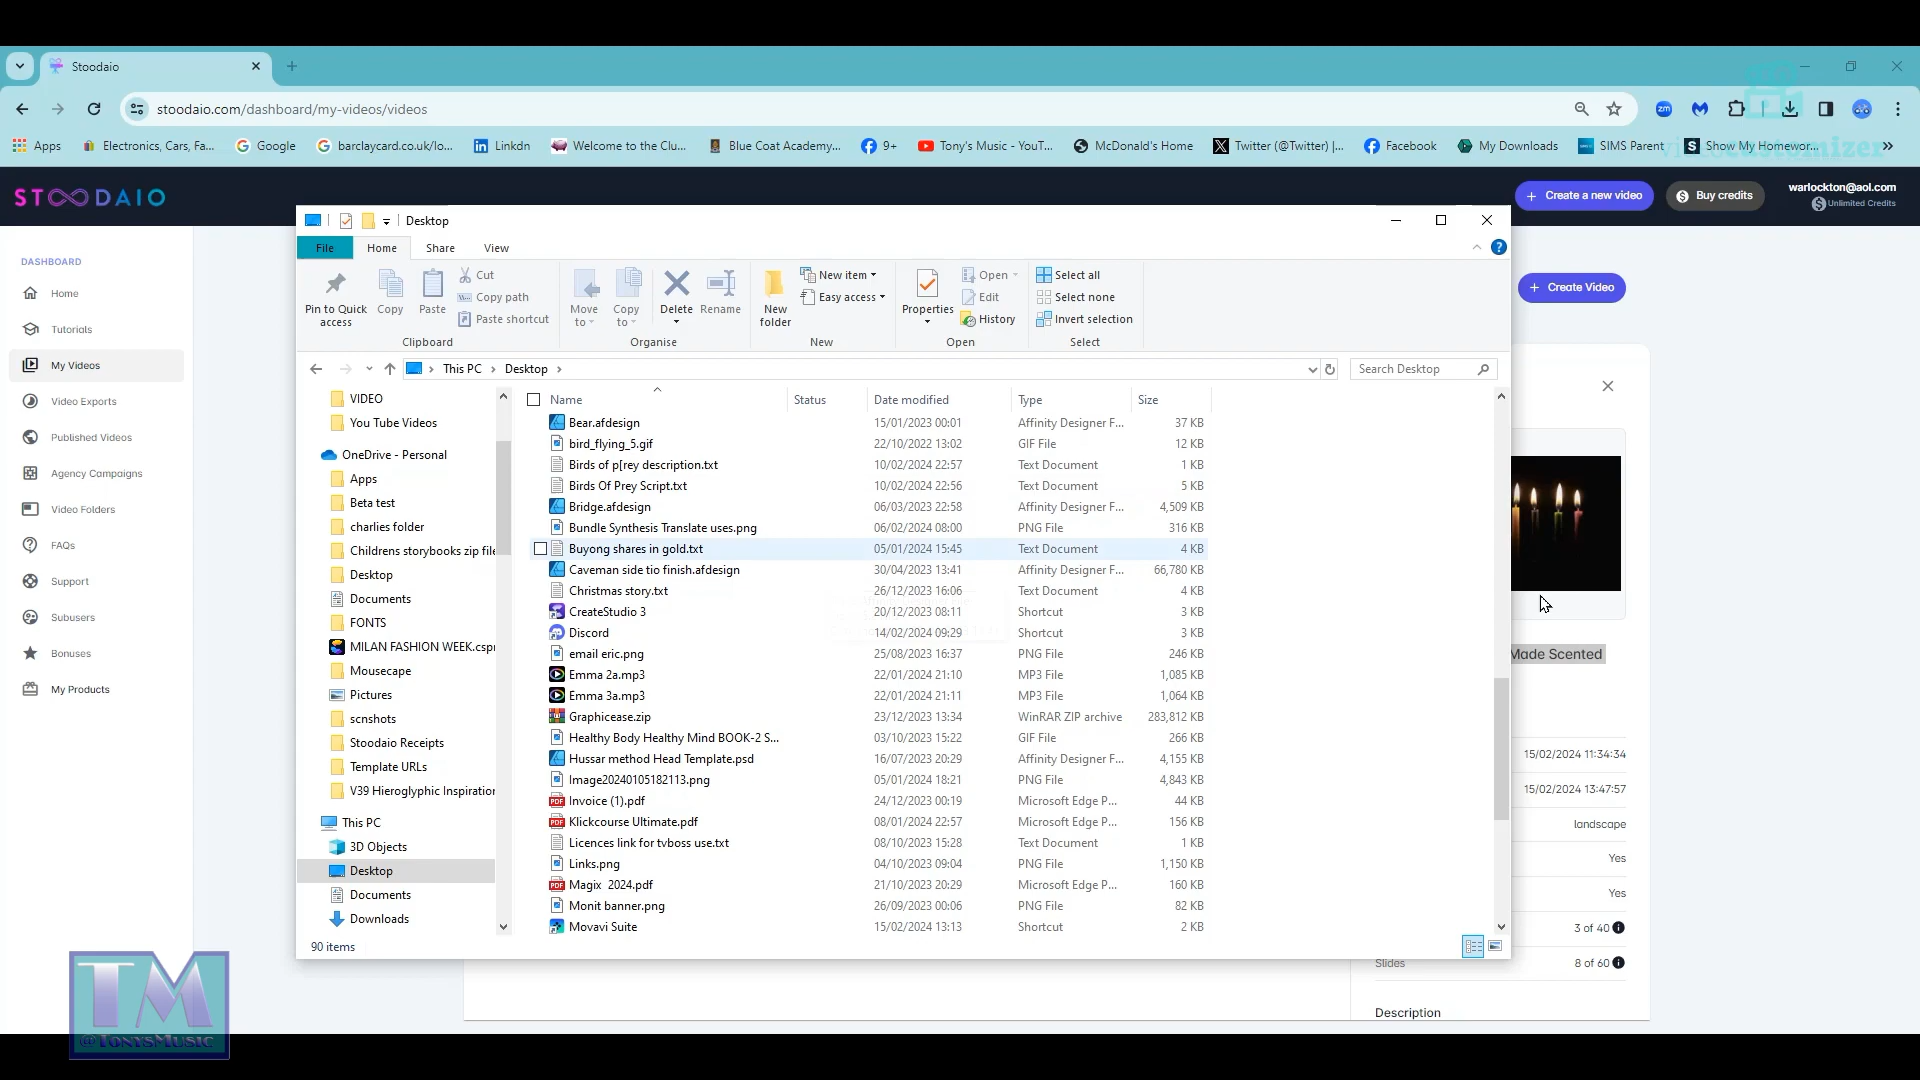 Stoodaio
stoodaio.com/dashboard/my-videos/videos
Apps
Electronics, Cars, Fa...
Google
barclaycard.co.uk/lo...
Linkdn
Welcome to the Clu...
Blue Coat Academy...
9+
Tony's Music - YouT...
McDonald's Home
Twitter (@Twitter) |...
Facebook
My Downloads
SIMS Parent
Show My Homewor...
STOODAIO
Create a new video
Buy credits
warlockton@aol.com
Unlimited Credits
DASHBOARD
Home
Tutorials
My Videos
Video Exports
Published Videos
Agency Campaigns
Video Folders
FAQs
Support
Subusers
Bonuses
My Products
Desktop
File
Home
Share
View
Pin to Quick access
Copy
Paste
Cut
Copy path
Paste shortcut
Clipboard
Move to
Copy to
Delete
Rename
Organise
New folder
New item
Easy access
New
Properties
Open
Edit
History
Open
Select all
Select none
Invert selection
Select
This PC
Desktop
Search Desktop
VIDEO
You Tube Videos
OneDrive - Personal
Apps
Beta test
charlies folder
Childrens storybooks zip file
Desktop
Documents
FONTS
MILAN FASHION WEEK.cspr
Mousecape
Pictures
scnshots
Stoodaio Receipts
Template URLs
V39 Hieroglyphic Inspiration
This PC
3D Objects
Desktop
Documents
Downloads
Name Status Date modified Type Size
Bear.afdesign 15/01/2023 00:01 Affinity Designer F... 37 KB
bird_flying_5.gif 22/10/2022 13:02 GIF File 12 KB
Birds of p[rey description.txt 10/02/2024 22:57 Text Document 1 KB
Birds Of Prey Script.txt 10/02/2024 22:56 Text Document 5 KB
Bridge.afdesign 06/03/2023 22:58 Affinity Designer F... 4,509 KB
Bundle Synthesis Translate uses.png 06/02/2024 08:00 PNG File 316 KB
Buyong shares in gold.txt 05/01/2024 15:45 Text Document 4 KB
Caveman side tio finish.afdesign 30/04/2023 13:41 Affinity Designer F... 66,780 KB
Christmas story.txt 26/12/2023 16:06 Text Document 4 KB
CreateStudio 3 20/12/2023 08:11 Shortcut 3 KB
Discord 14/02/2024 09:29 Shortcut 3 KB
email eric.png 25/08/2023 16:37 PNG File 246 KB
Emma 2a.mp3 22/01/2024 21:10 MP3 File 1,085 KB
Emma 3a.mp3 22/01/2024 21:11 MP3 File 1,064 KB
Graphicease.zip 23/12/2023 13:34 WinRAR ZIP archive 283,812 KB
Healthy Body Healthy Mind BOOK-2 S... 03/10/2023 15:22 GIF File 266 KB
Hussar method Head Template.psd 16/07/2023 20:29 Affinity Designer F... 4,155 KB
Image20240105182113.png 05/01/2024 18:21 PNG File 4,843 KB
Invoice (1).pdf 24/12/2023 00:19 Microsoft Edge P... 44 KB
Klickcourse Ultimate.pdf 08/01/2024 22:57 Microsoft Edge P... 156 KB
Licences link for tvboss use.txt 08/10/2023 15:28 Text Document 1 KB
Links.png 04/10/2023 09:04 PNG File 1,150 KB
Magix 2024.pdf 21/10/2023 20:29 Microsoft Edge P... 160 KB
Monit banner.png 26/09/2023 00:06 PNG File 82 KB
Movavi Suite 15/02/2024 13:13 Shortcut 2 KB
90 items
Create Video
Made Scented
15/02/2024 11:34:34
15/02/2024 13:47:57
landscape
Yes
Yes
3 of 40
Slides 8 of 60
Description
TM
@TonysMusic